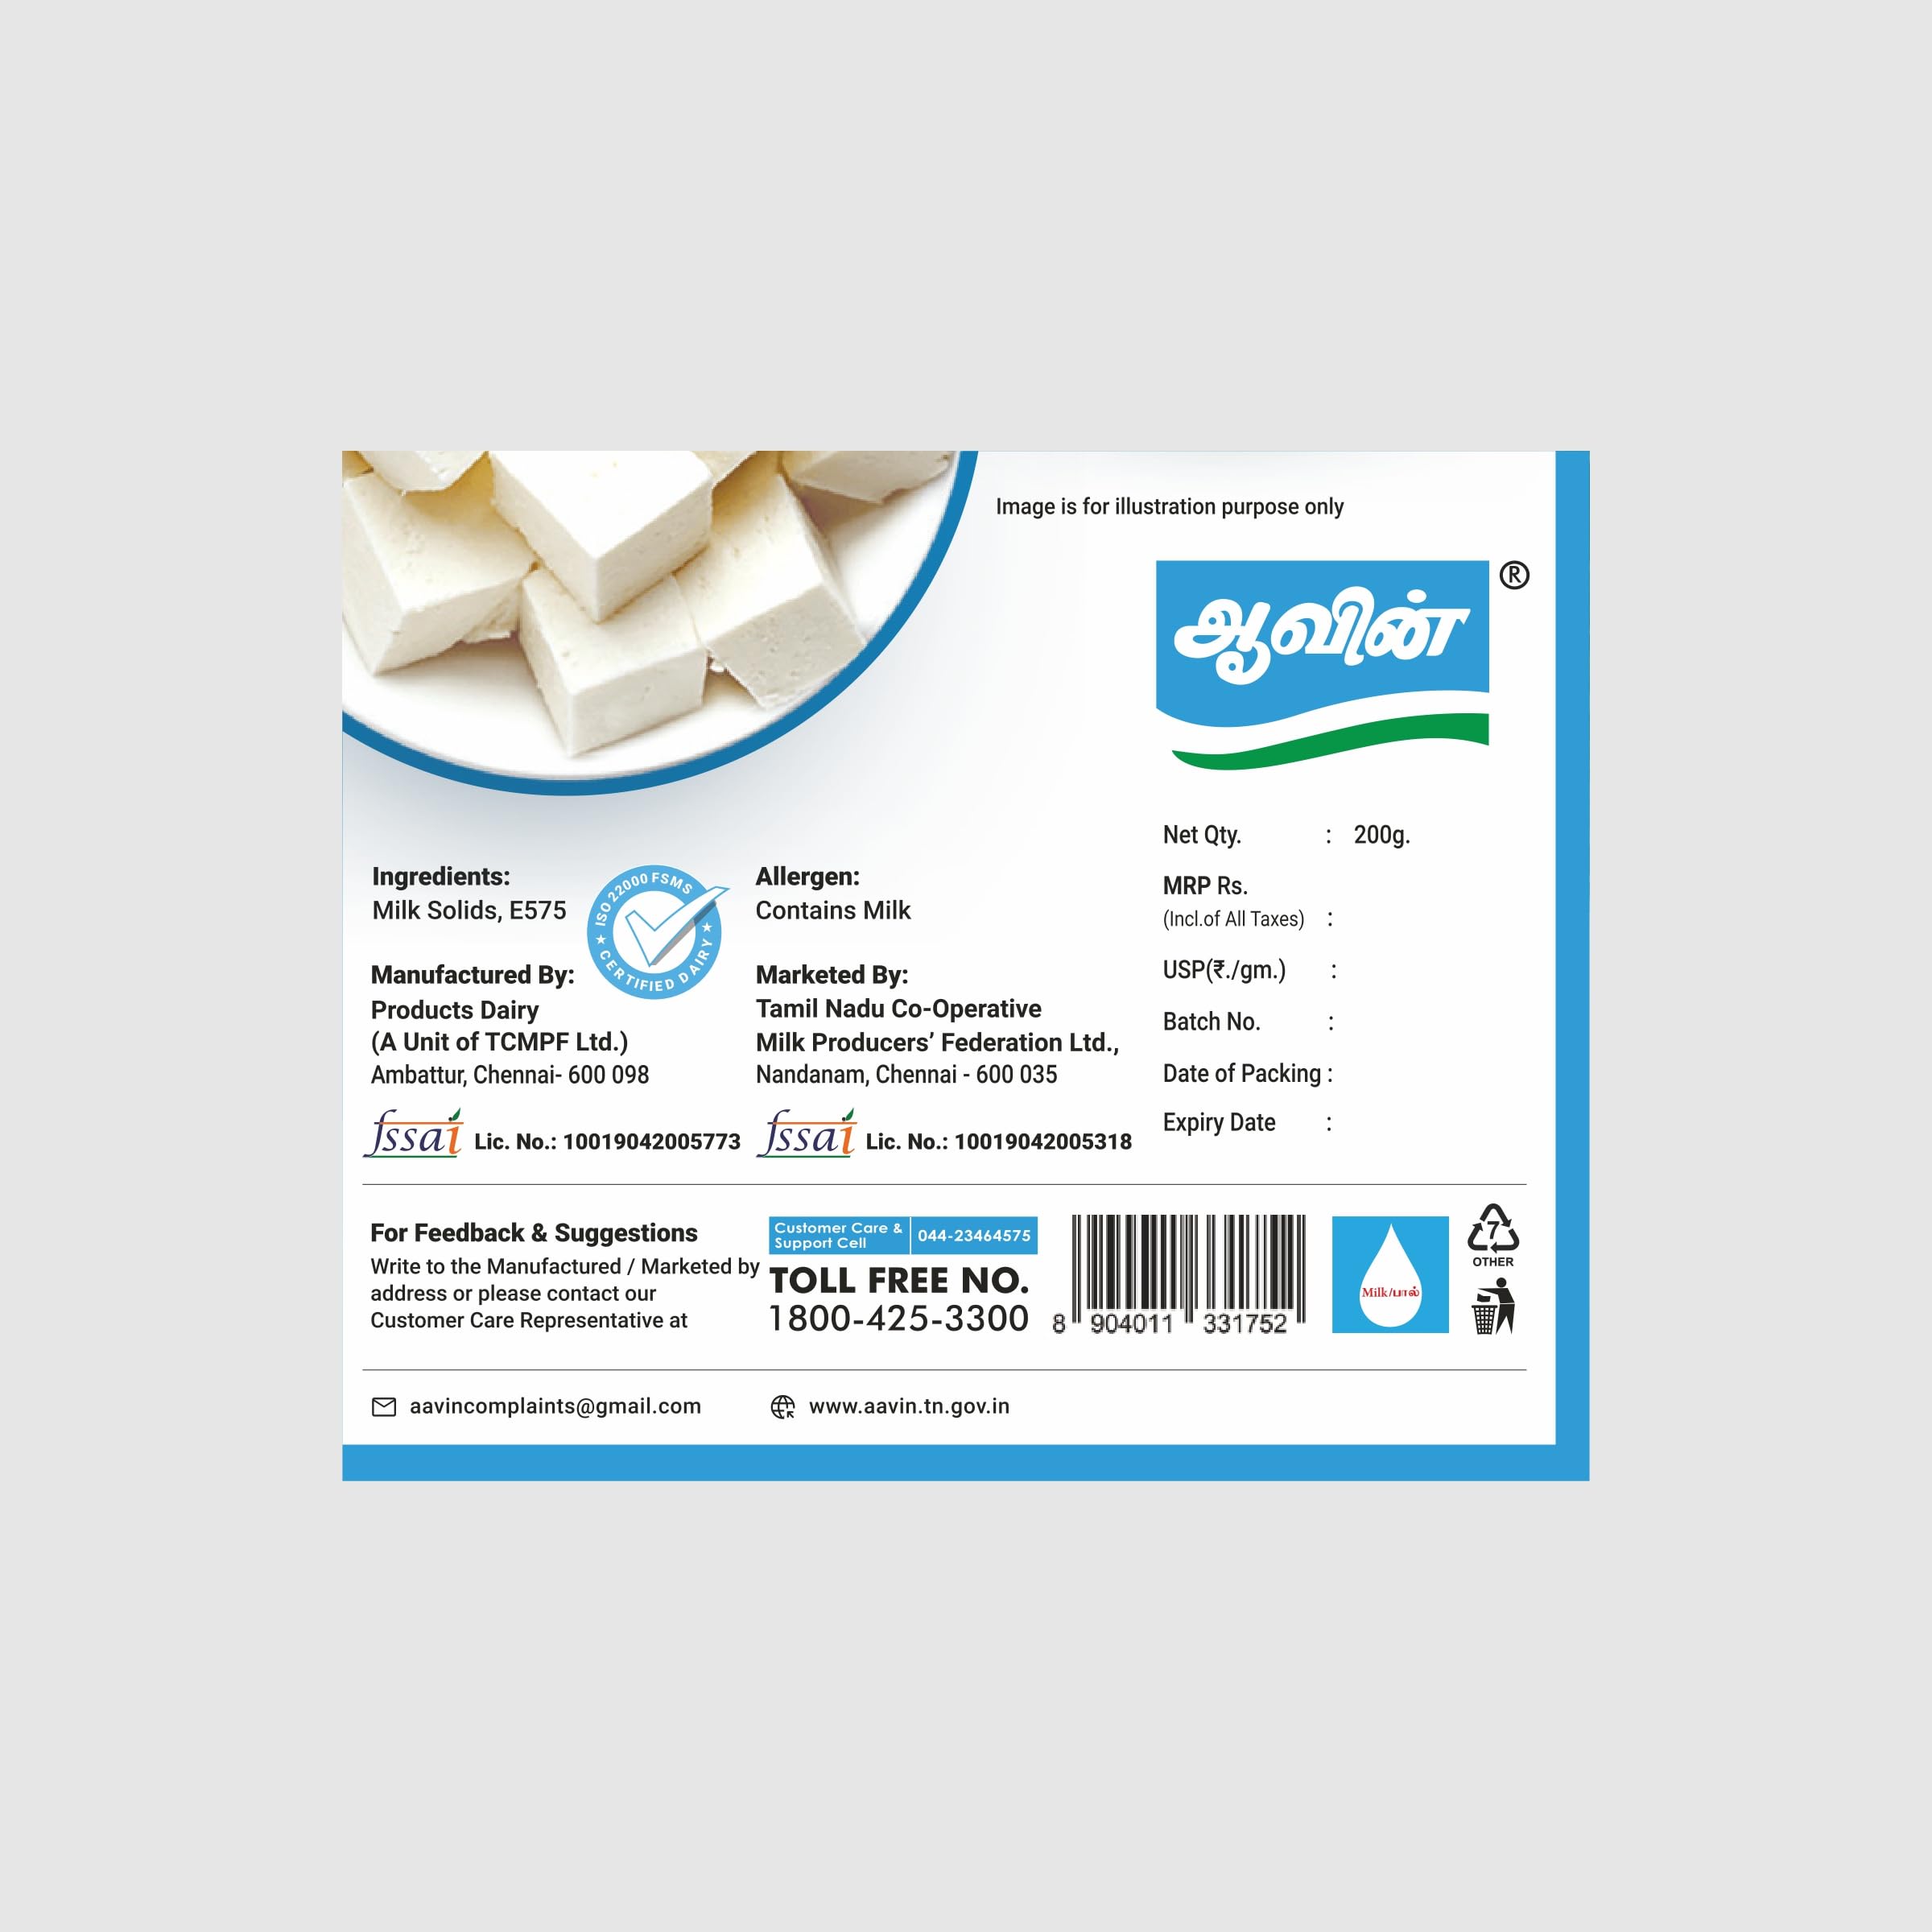 Image is for illustration purpose only
ஆவின்
®
Net Qty. : 200g.
MRP Rs.
(Incl.of All Taxes) :
USP(₹./gm.) :
Batch No. :
Date of Packing :
Expiry Date :
Ingredients:
Milk Solids, E575
ISO 22000 FSMS
★ CERTIFIED DAIRY ★
Allergen:
Contains Milk
Manufactured By:
Products Dairy
(A Unit of TCMPF Ltd.)
Ambattur, Chennai- 600 098
fssai Lic. No.: 10019042005773
Marketed By:
Tamil Nadu Co-Operative
Milk Producers’ Federation Ltd.,
Nandanam, Chennai - 600 035
fssai Lic. No.: 10019042005318
For Feedback & Suggestions
Write to the Manufactured / Marketed by
address or please contact our
Customer Care Representative at
Customer Care &
Support Cell
044-23464575
TOLL FREE NO.
1800-425-3300
8 904011 331752
Milk/பால்
7
OTHER
aavincomplaints@gmail.com
www.aavin.tn.gov.in